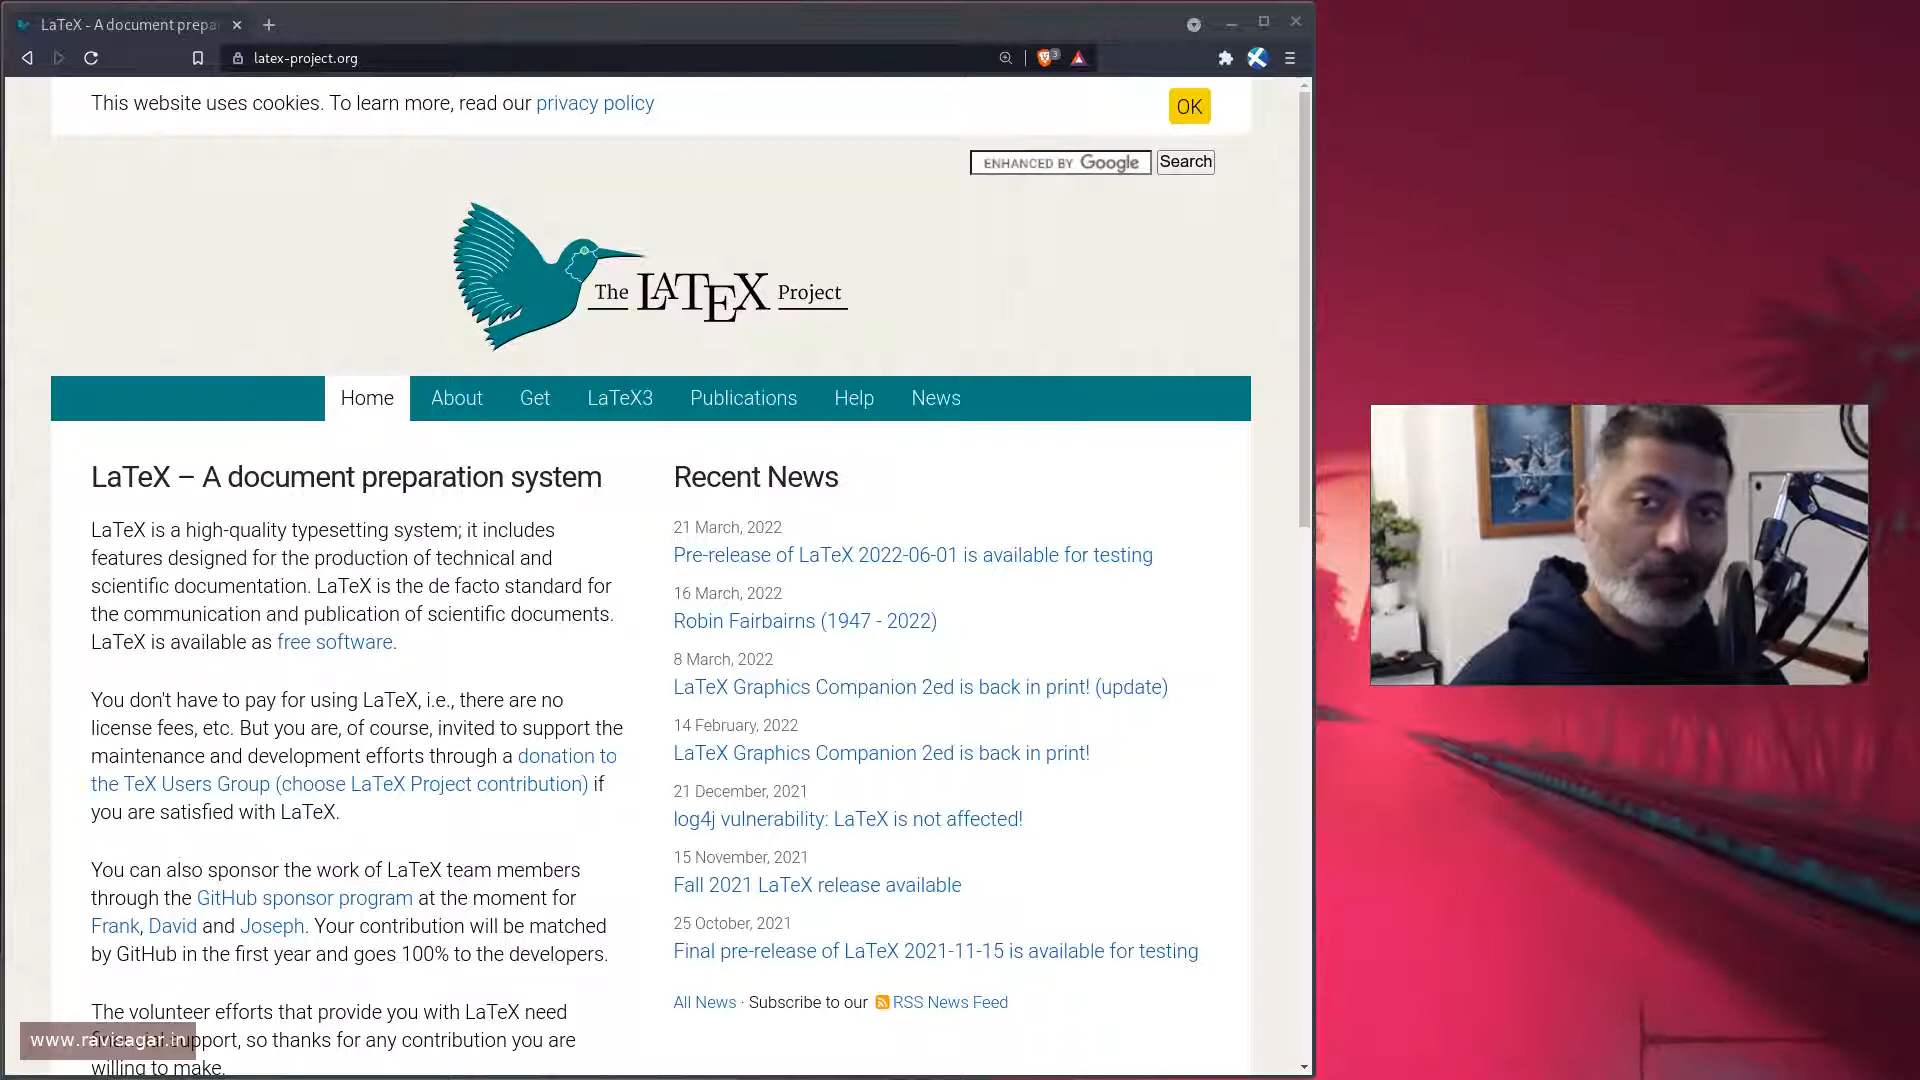 LaTeX - A document prepa
latex-project.org
3
This website uses cookies. To learn more, read our privacy policy
OK
ENHANCED BY Google
Search
The LATEX Project
Home
About
Get
LaTeX3
Publications
Help
News
LaTeX – A document preparation system
LaTeX is a high-quality typesetting system; it includes
features designed for the production of technical and
scientific documentation. LaTeX is the de facto standard for
the communication and publication of scientific documents.
LaTeX is available as free software.
You don't have to pay for using LaTeX, i.e., there are no
license fees, etc. But you are, of course, invited to support the
maintenance and development efforts through a donation to
the TeX Users Group (choose LaTeX Project contribution) if
you are satisfied with LaTeX.
You can also sponsor the work of LaTeX team members
through the GitHub sponsor program at the moment for
Frank, David and Joseph. Your contribution will be matched
by GitHub in the first year and goes 100% to the developers.
The volunteer efforts that provide you with LaTeX need
support, so thanks for any contribution you are
willing to make.
www.ravisagar.in
Recent News
21 March, 2022
Pre-release of LaTeX 2022-06-01 is available for testing
16 March, 2022
Robin Fairbairns (1947 - 2022)
8 March, 2022
LaTeX Graphics Companion 2ed is back in print! (update)
14 February, 2022
LaTeX Graphics Companion 2ed is back in print!
21 December, 2021
log4j vulnerability: LaTeX is not affected!
15 November, 2021
Fall 2021 LaTeX release available
25 October, 2021
Final pre-release of LaTeX 2021-11-15 is available for testing
All News · Subscribe to our RSS News Feed